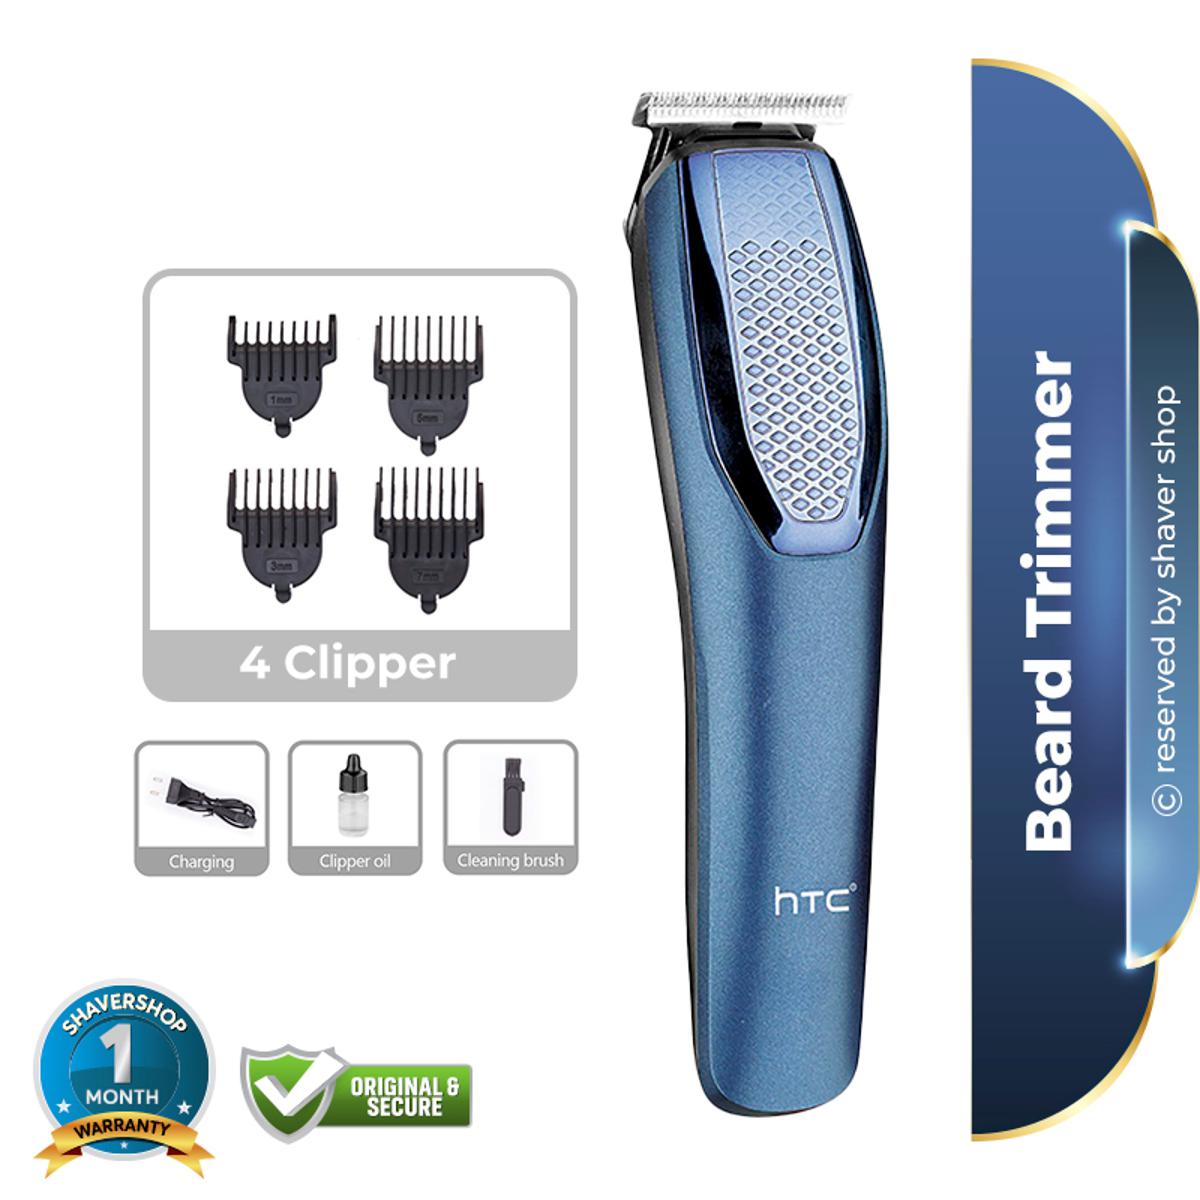 1mm
5mm
3mm
7mm
4 Clipper
Charging
Clipper oil
Cleaning brush
SHAVERSHOP
1
MONTH
WARRANTY
ORIGINAL &
SECURE
hTC®
Beard Trimmer
© reserved by shaver shop